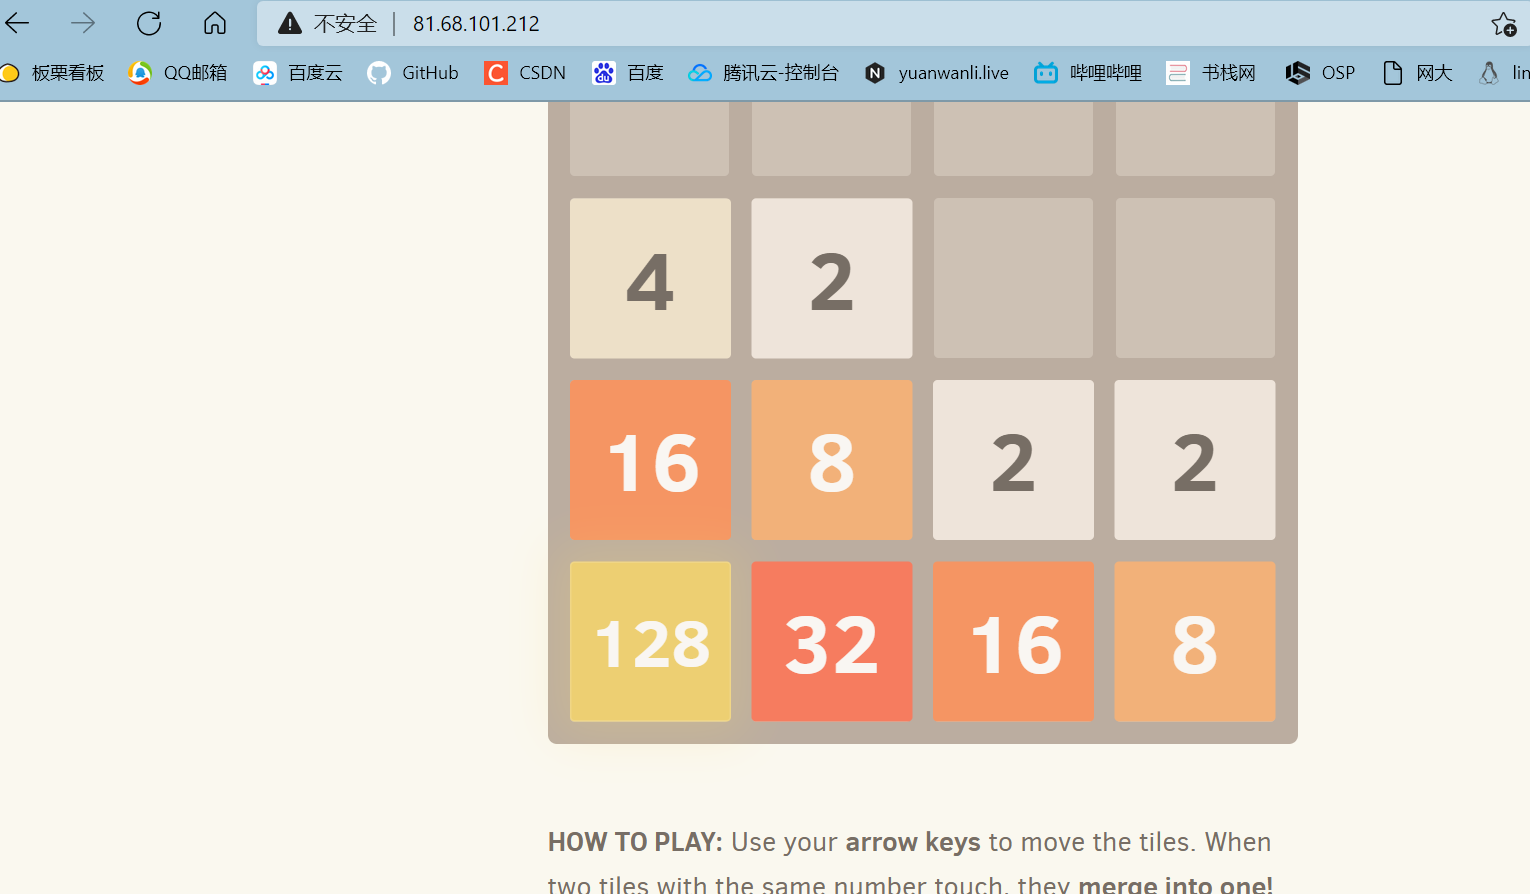 不安全 | 81.68.101.212
板栗看板 QQ邮箱 百度云 GitHub C CSDN du 百度 腾讯云-控制台 N yuanwanli.live 哔哩哔哩 书栈网 OSP 网大 lin
4 2
16 8 2 2
128 32 16 8
HOW TO PLAY: Use your arrow keys to move the tiles. When
two tiles with the same number touch, they merge into one!